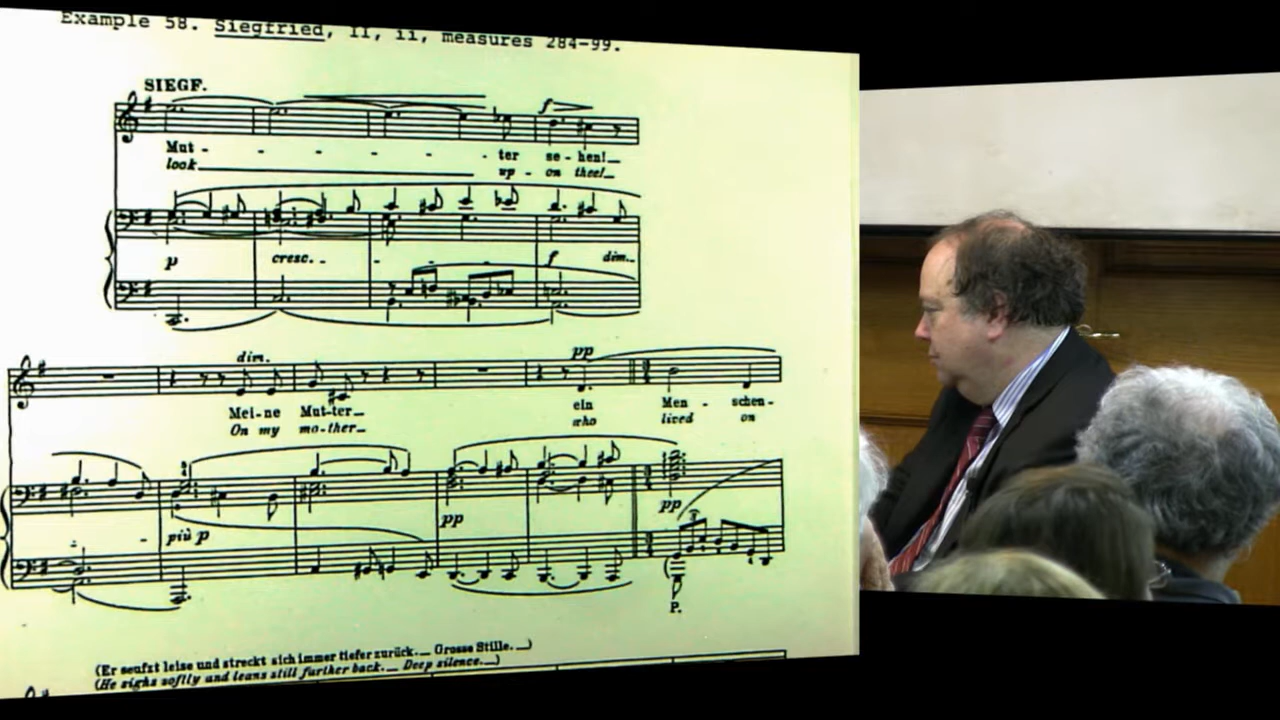 Example 58. Siegfried, II, ii, measures 284-99.
SIEGF.
f
Mut - - - - - ter se - hen!
look up - on thee!
p cresc. - - f dim.
dim. pp
Mei-ne Mut-ter ein Men - schen-
On my mo-ther who lived on
più p pp pp
P.
(Er seufzt leise und streckt sich immer tiefer zurück. Grosse Stille.)
(He sighs softly and leans still further back. Deep silence.)